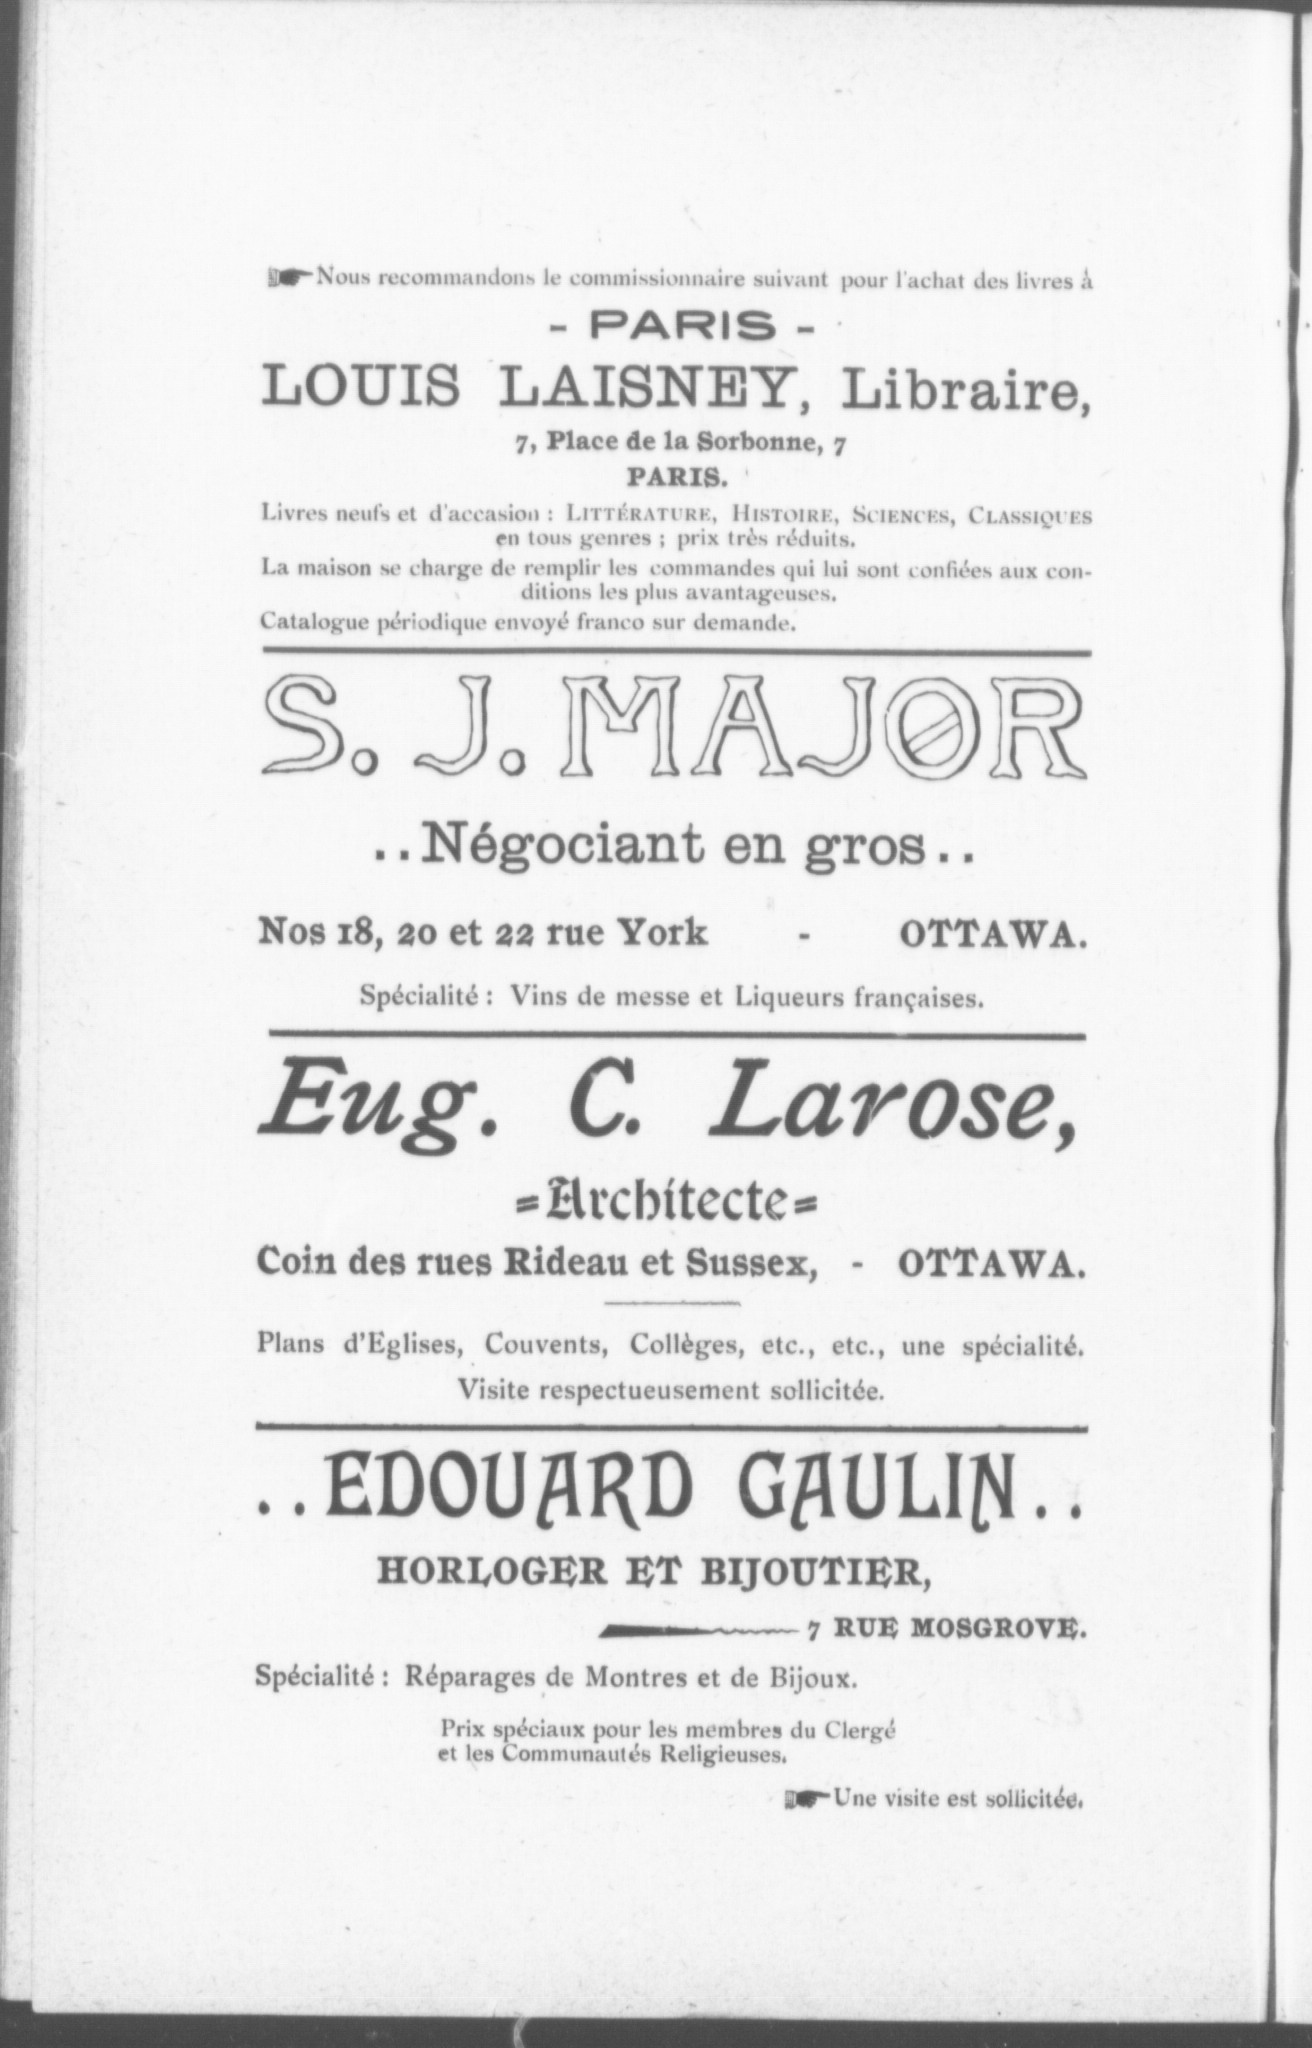 ☛ Nous recommandons le commissionnaire suivant pour l'achat des livres à
- PARIS -
LOUIS LAISNEY, Libraire,
7, Place de la Sorbonne, 7
PARIS.
Livres neufs et d'accasion : LITTÉRATURE, HISTOIRE, SCIENCES, CLASSIQUES
en tous genres ; prix très réduits.
La maison se charge de remplir les commandes qui lui sont confiées aux con-
ditions les plus avantageuses.
Catalogue périodique envoyé franco sur demande.
S. J. MAJOR
..Négociant en gros..
Nos 18, 20 et 22 rue York - OTTAWA.
Spécialité : Vins de messe et Liqueurs françaises.
Eug. C. Larose,
=Architecte=
Coin des rues Rideau et Sussex, - OTTAWA.
Plans d'Eglises, Couvents, Collèges, etc., etc., une spécialité.
Visite respectueusement sollicitée.
..EDOUARD GAULIN..
HORLOGER ET BIJOUTIER,
7 RUE MOSGROVE.
Spécialité : Réparages de Montres et de Bijoux.
Prix spéciaux pour les membres du Clergé
et les Communautés Religieuses.
☛ Une visite est sollicitée.